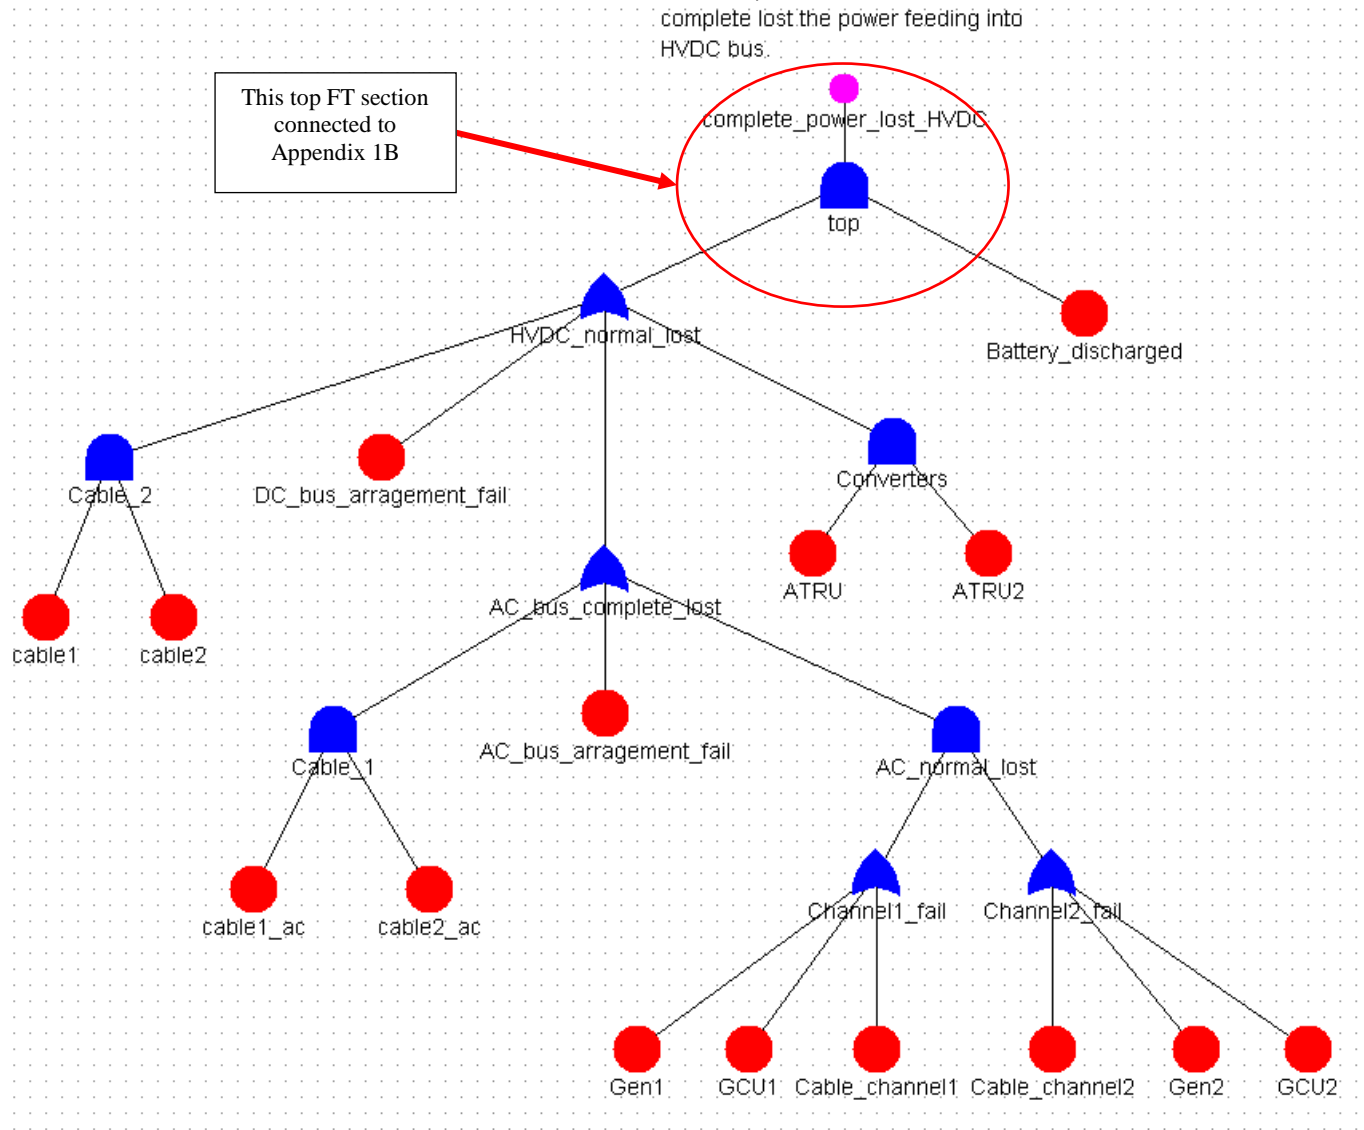 complete lost the power feeding into
HVDC bus.
This top FT section
connected to
Appendix 1B
complete_power_lost_HVDC
top
HVDC_normal_lost
Battery_discharged
Cable_2
DC_bus_arragement_fail
Converters
ATRU
ATRU2
AC_bus_complete_lost
cable1
cable2
Cable_1
AC_bus_arragement_fail
AC_normal_lost
cable1_ac
cable2_ac
Channel1_fail
Channel2_fail
Gen1
GCU1
Cable_channel1
Cable_channel2
Gen2
GCU2